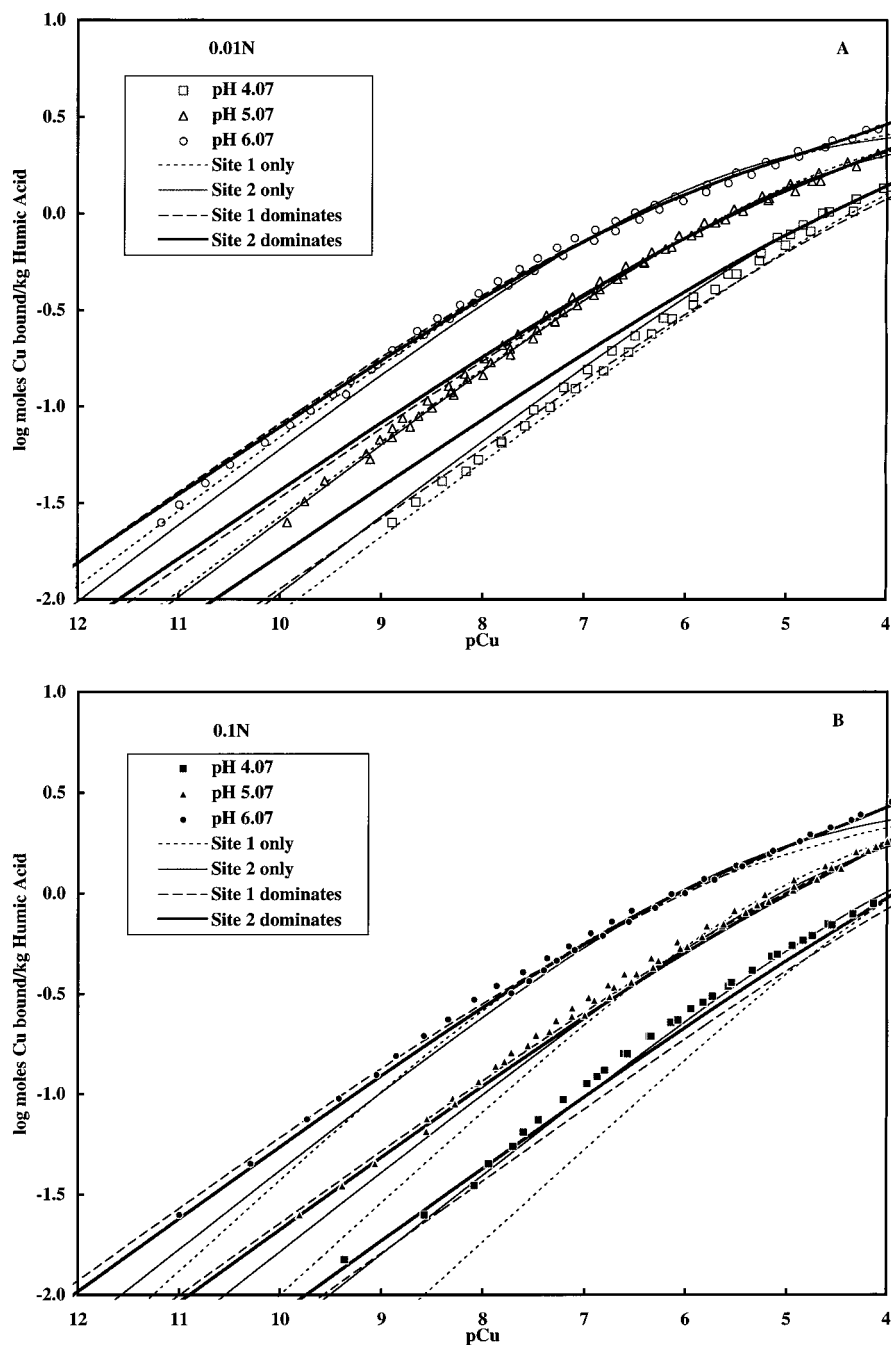 0.01N
A
pH 4.07
pH 5.07
pH 6.07
Site 1 only
Site 2 only
Site 1 dominates
Site 2 dominates
log moles Cu bound/kg Humic Acid
1.0
0.5
0.0
-0.5
-1.0
-1.5
-2.0
12 11 10 9 8 7 6 5 4
pCu
0.1N
B
pH 4.07
pH 5.07
pH 6.07
Site 1 only
Site 2 only
Site 1 dominates
Site 2 dominates
log moles Cu bound/kg Humic Acid
1.0
0.5
0.0
-0.5
-1.0
-1.5
-2.0
12 11 10 9 8 7 6 5 4
pCu